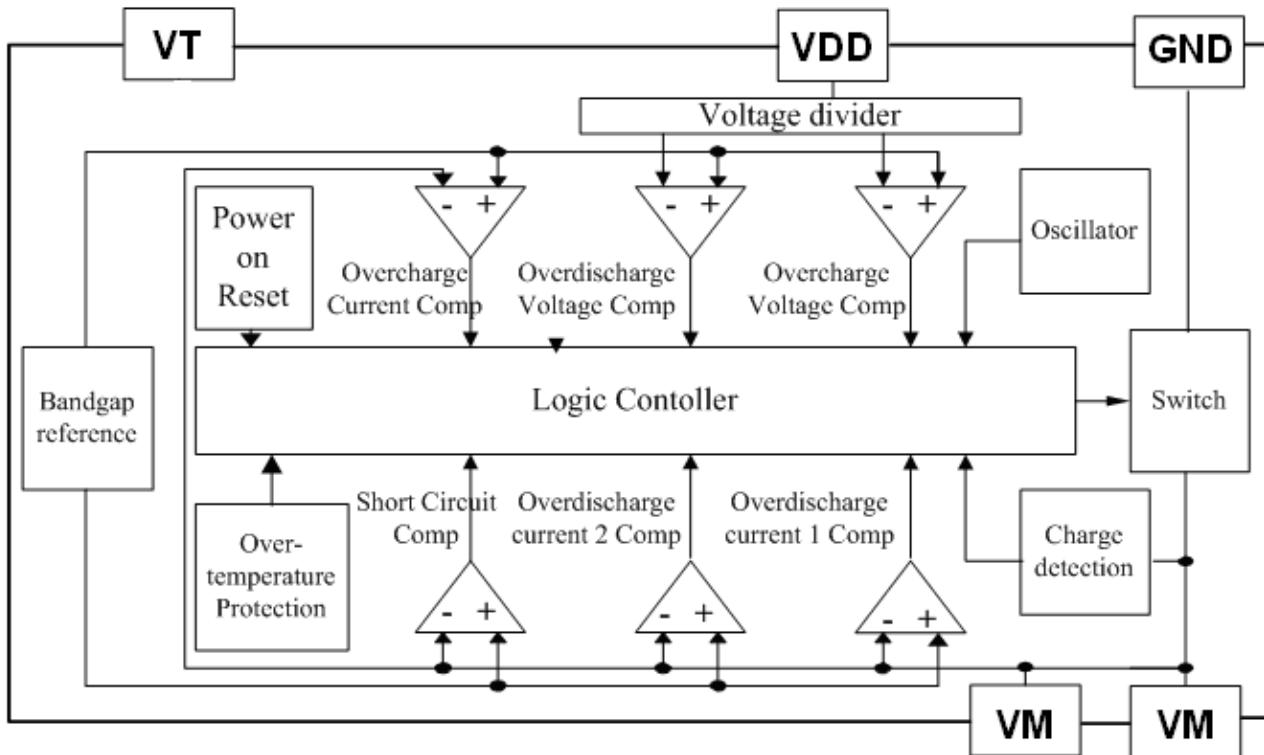 VT
VDD
GND
Voltage divider
- +
- +
- +
Power
on
Reset
Oscillator
Overcharge
Current Comp
Overdischarge
Voltage Comp
Overcharge
Voltage Comp
Bandgap
reference
Logic Contoller
Switch
Short Circuit
Comp
Overdischarge
current 2 Comp
Overdischarge
current 1 Comp
Over-
temperature
Protection
Charge
detection
- +
- +
- +
VM
VM